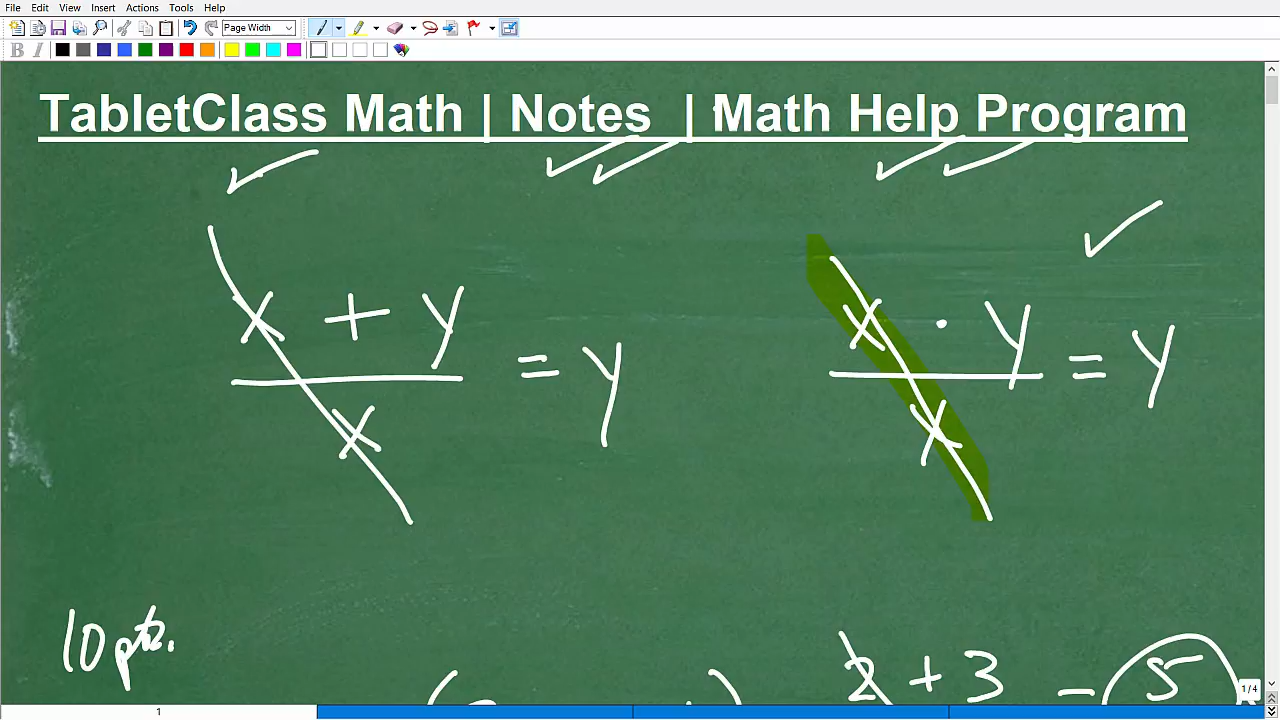 File Edit View Insert Actions Tools Help
Page Width
B I
TabletClass Math | Notes | Math Help Program
x + y
x
= y
x · y
x
= y
10 pts.
2 + 3
5
1/4
1